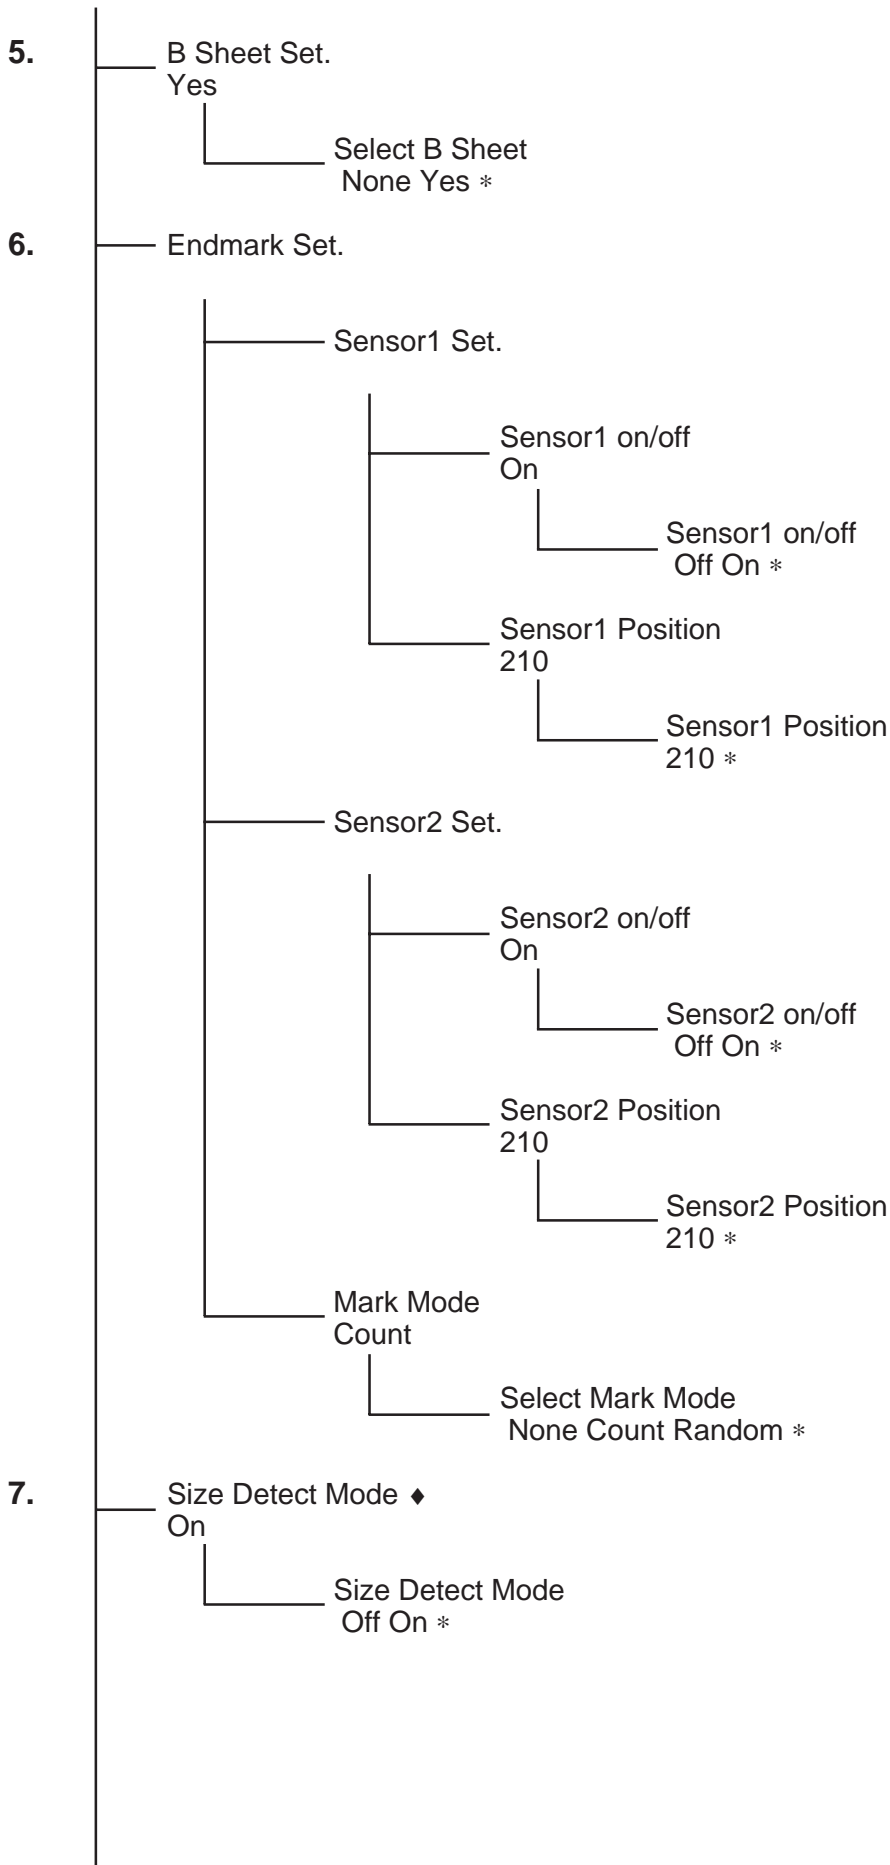 5. B Sheet Set.
Yes
Select B Sheet
None Yes *
6. Endmark Set.
Sensor1 Set.
Sensor1 on/off
On
Sensor1 on/off
Off On *
Sensor1 Position
210
Sensor1 Position
210 *
Sensor2 Set.
Sensor2 on/off
On
Sensor2 on/off
Off On *
Sensor2 Position
210
Sensor2 Position
210 *
Mark Mode
Count
Select Mark Mode
None Count Random *
7. Size Detect Mode ♦
On
Size Detect Mode
Off On *